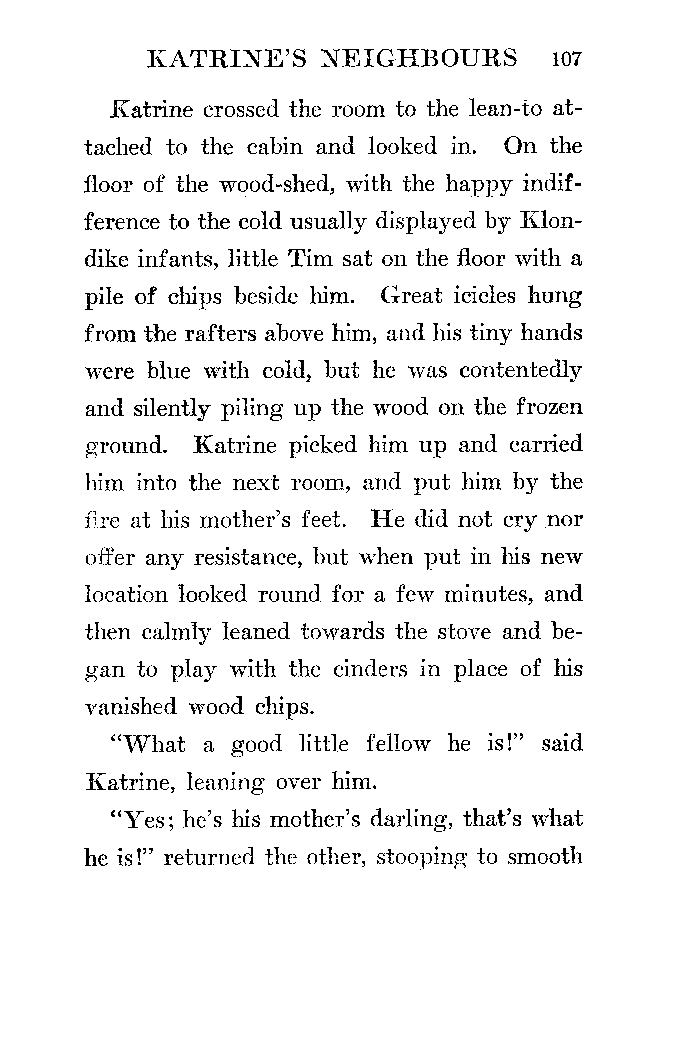 KATRINE'S NEIGHBOURS 107
Katrine crossed the room to the lean-to at-
tached to the cabin and looked in. On the
floor of the wood-shed, with the happy indif-
ference to the cold usually displayed by Klon-
dike infants, little Tim sat on the floor with a
pile of chips beside him. Great icicles hung
from the rafters above him, and his tiny hands
were blue with cold, but he was contentedly
and silently piling up the wood on the frozen
ground. Katrine picked him up and carried
him into the next room, and put him by the
fire at his mother's feet. He did not cry nor
offer any resistance, but when put in his new
location looked round for a few minutes, and
then calmly leaned towards the stove and be-
gan to play with the cinders in place of his
vanished wood chips.
"What a good little fellow he is!" said
Katrine, leaning over him.
"Yes; he's his mother's darling, that's what
he is!" returned the other, stooping to smooth